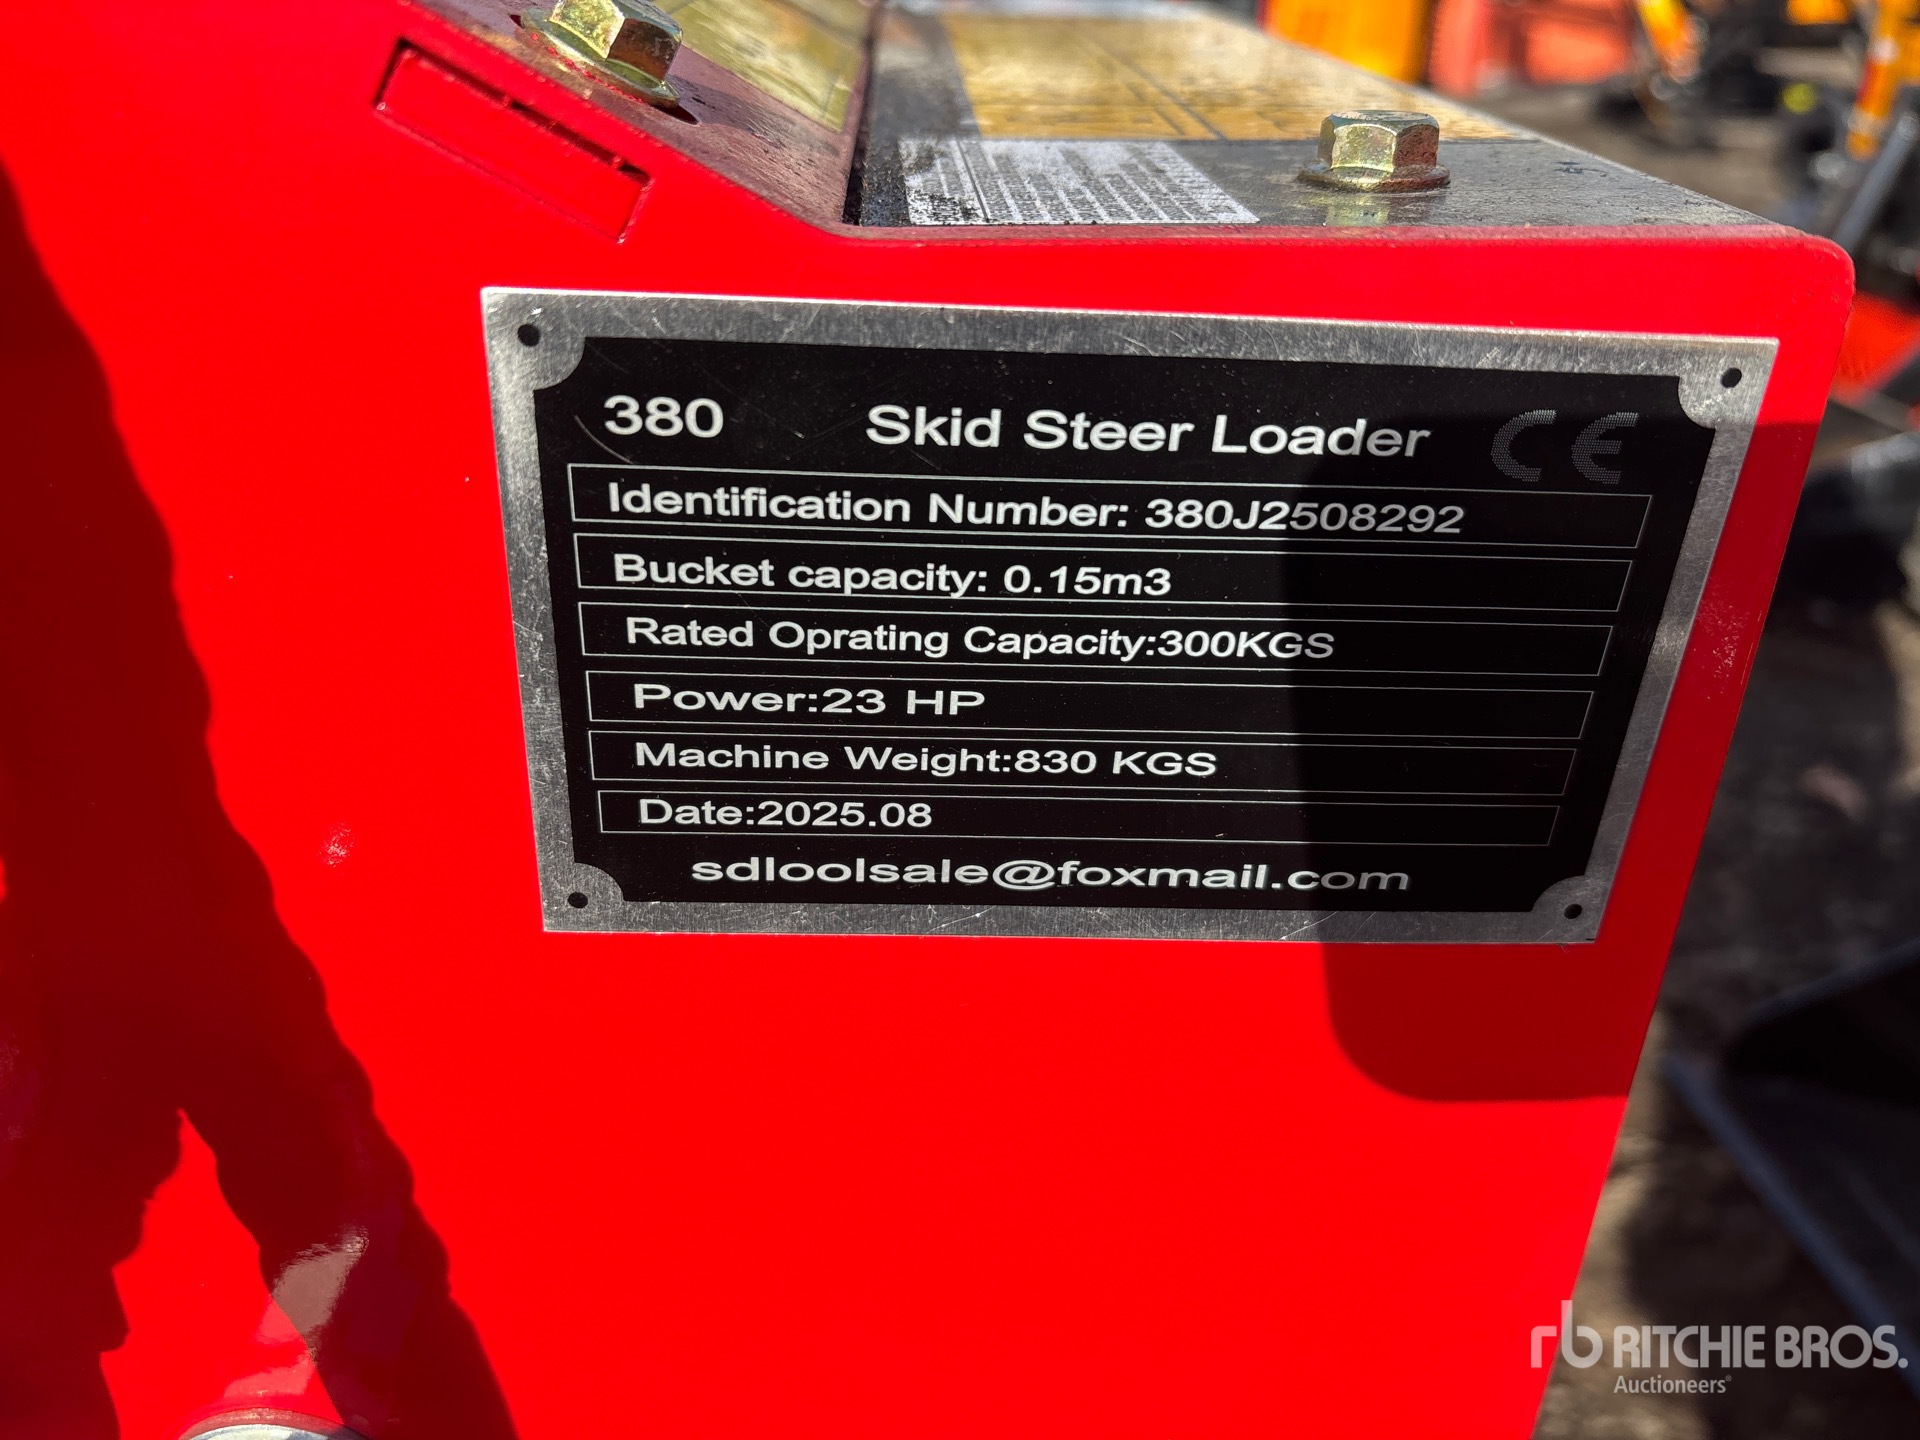 380 Skid Steer Loader CE
Identification Number: 380J2508292
Bucket capacity: 0.15m3
Rated Oprating Capacity:300KGS
Power:23 HP
Machine Weight:830 KGS
Date:2025.08
sdloolsale@foxmail.com
rb RITCHIE BROS.
Auctioneers®